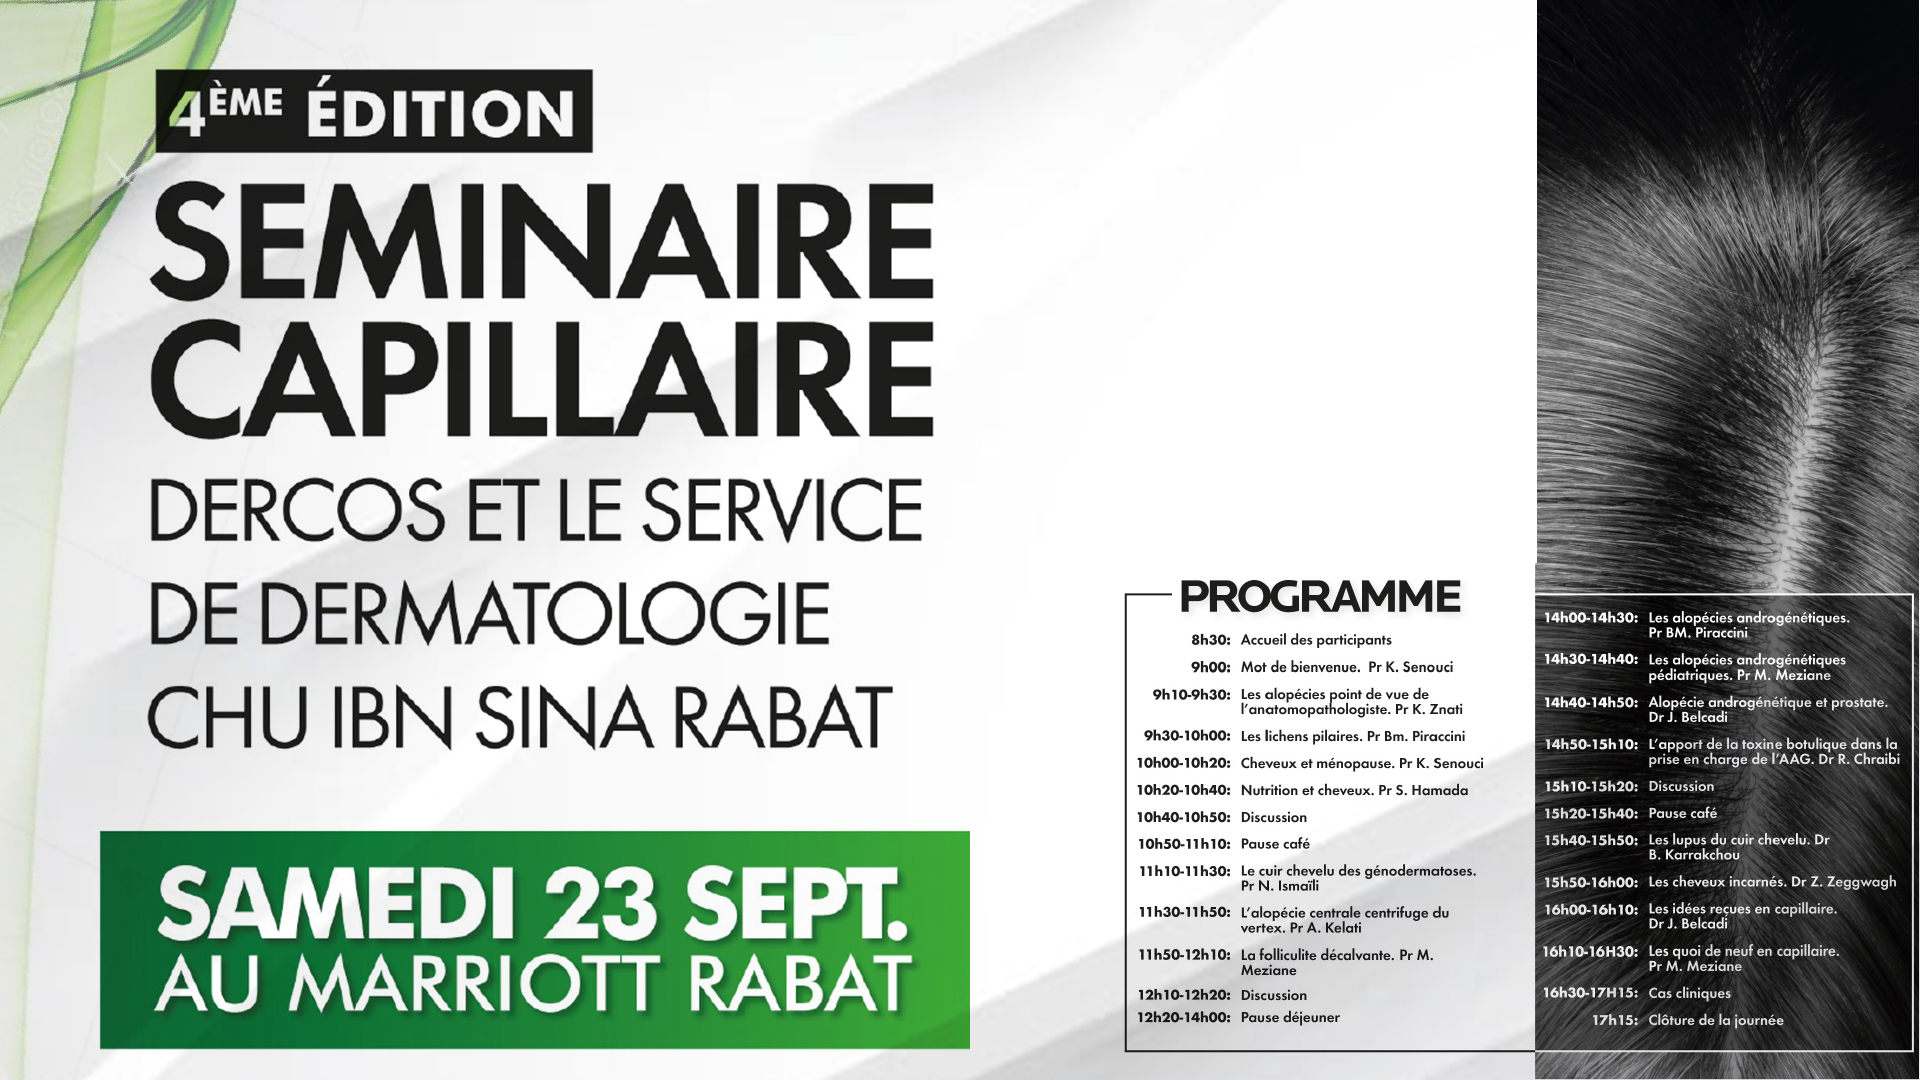 4ÈME ÉDITION
SEMINAIRE
CAPILLAIRE
DERCOS ET LE SERVICE
DE DERMATOLOGIE
CHU IBN SINA RABAT
SAMEDI 23 SEPT.
AU MARRIOTT RABAT
PROGRAMME
8h30: Accueil des participants
9h00: Mot de bienvenue. Pr K. Senouci
9h10-9h30: Les alopécies point de vue de
l'anatomopathologiste. Pr K. Znati
9h30-10h00: Les lichens pilaires. Pr Bm. Piraccini
10h00-10h20: Cheveux et ménopause. Pr K. Senouci
10h20-10h40: Nutrition et cheveux. Pr S. Hamada
10h40-10h50: Discussion
10h50-11h10: Pause café
11h10-11h30: Le cuir chevelu des génodermatoses.
Pr N. Ismaïli
11h30-11h50: L'alopécie centrale centrifuge du
vertex. Pr A. Kelati
11h50-12h10: La folliculite décalvante. Pr M.
Meziane
12h10-12h20: Discussion
12h20-14h00: Pause déjeuner
14h00-14h30: Les alopécies androgénétiques.
Pr BM. Piraccini
14h30-14h40: Les alopécies androgénétiques
pédiatriques. Pr M. Meziane
14h40-14h50: Alopécie androgénétique et prostate.
Dr J. Belcadi
14h50-15h10: L'apport de la toxine botulique dans la
prise en charge de l'AAG. Dr R. Chraibi
15h10-15h20: Discussion
15h20-15h40: Pause café
15h40-15h50: Les lupus du cuir chevelu. Dr
B. Karrakchou
15h50-16h00: Les cheveux incarnés. Dr Z. Zeggwagh
16h00-16h10: Les idées reçues en capillaire.
Dr J. Belcadi
16h10-16H30: Les quoi de neuf en capillaire.
Pr M. Meziane
16h30-17H15: Cas cliniques
17h15: Clôture de la journée